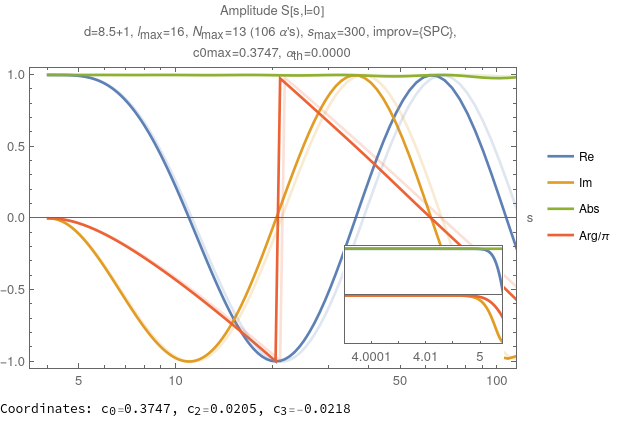 Amplitude S[s,l=0]
d=8.5+1, lmax=16, Nmax=13 (106 α's), smax=300, improv={SPC},
c0max=0.3747, αth=0.0000
1.0
0.5
0.0
−0.5
−1.0
s
Re
Im
Abs
Arg/π
4.0001 4.01 5
5 10 50 100
Coordinates: c0=0.3747, c2=0.0205, c3=-0.0218